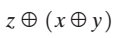 z ⊕ (x ⊕ y)